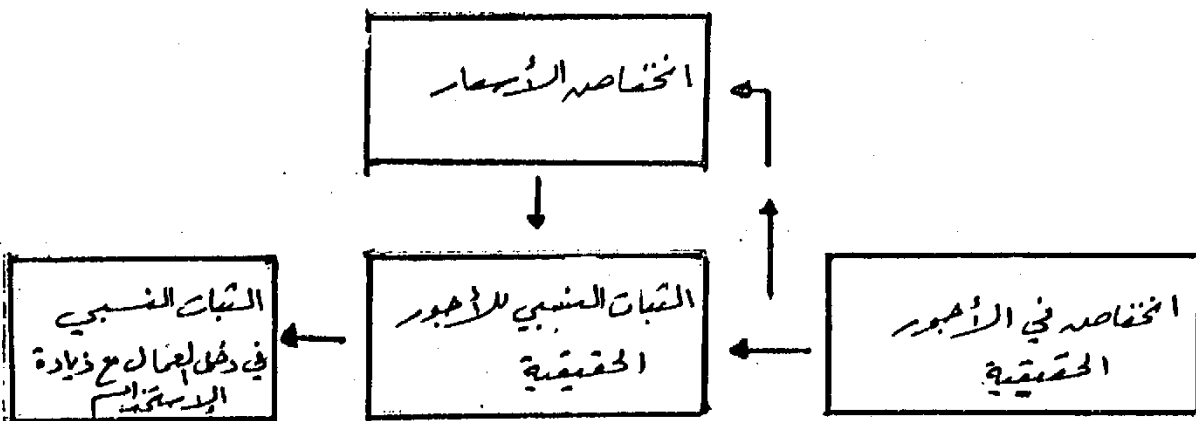 انخفاض الأسعار
انخفاض في الأجور
الحقيقية
الثبات النسبي للأجور
الحقيقية
الثبات النسبي
في دخل العمال مع زيادة
الاستخدام